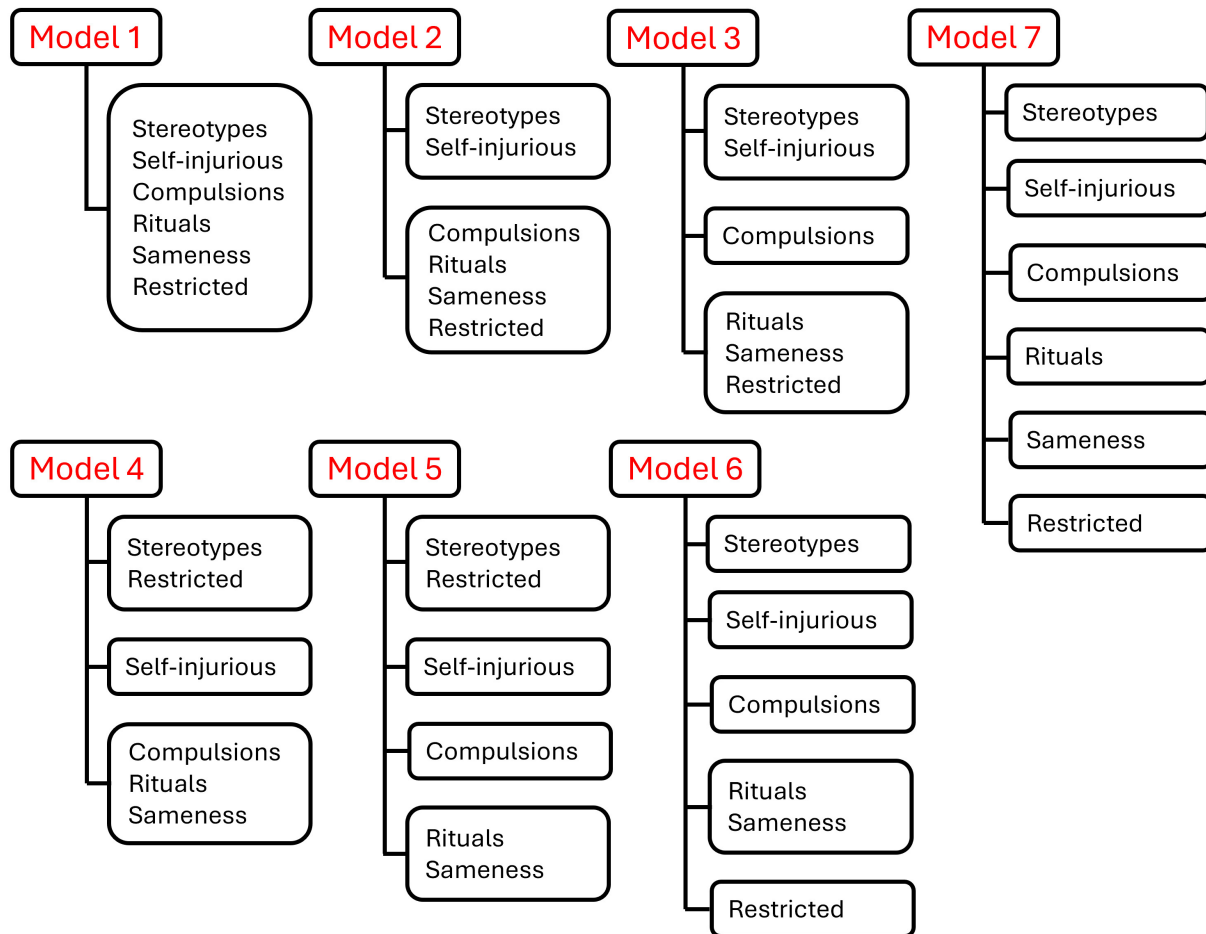 Model 1
Stereotypes
Self-injurious
Compulsions
Rituals
Sameness
Restricted
Model 2
Stereotypes
Self-injurious
Compulsions
Rituals
Sameness
Restricted
Model 3
Stereotypes
Self-injurious
Compulsions
Rituals
Sameness
Restricted
Model 7
Stereotypes
Self-injurious
Compulsions
Rituals
Sameness
Restricted
Model 4
Stereotypes
Restricted
Self-injurious
Compulsions
Rituals
Sameness
Model 5
Stereotypes
Restricted
Self-injurious
Compulsions
Rituals
Sameness
Model 6
Stereotypes
Self-injurious
Compulsions
Rituals
Sameness
Restricted